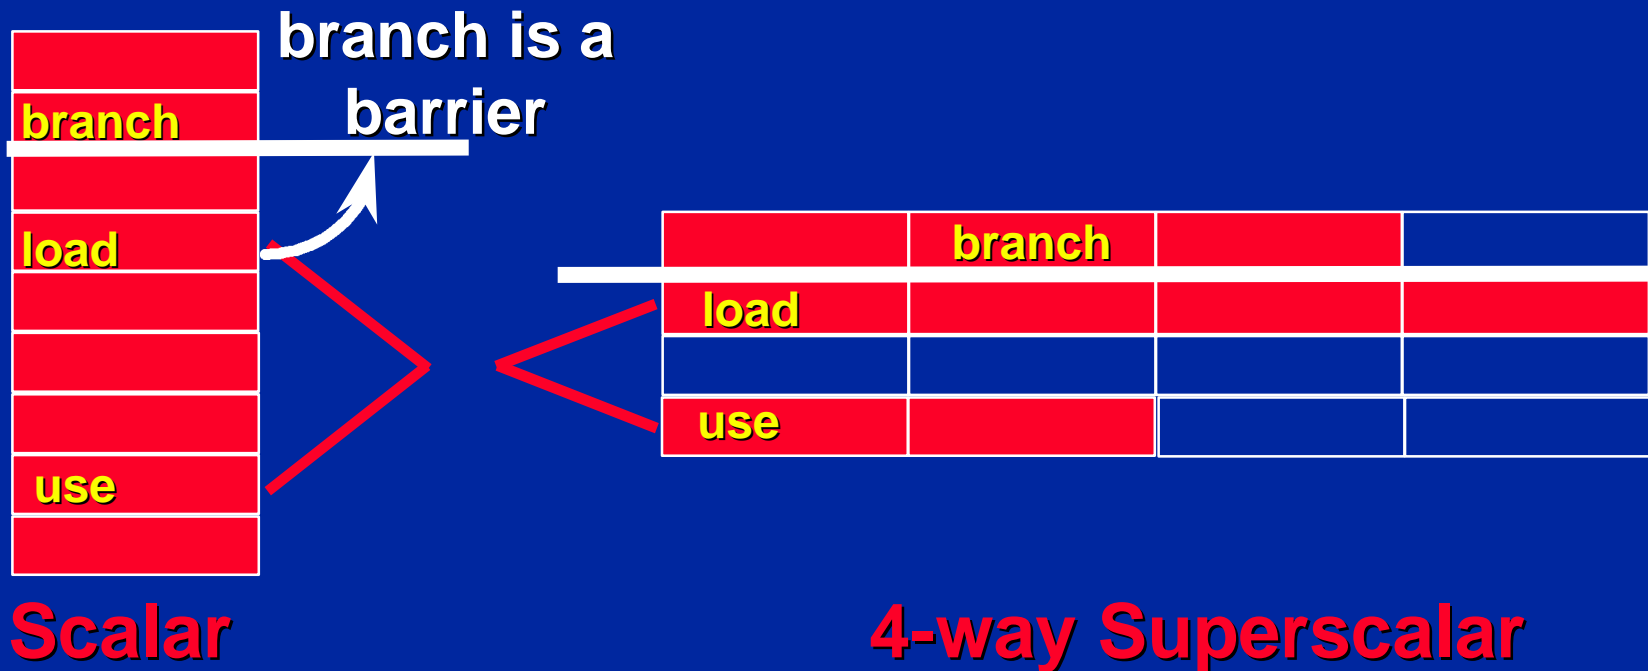 branch is a
barrier
branch
load
use
Scalar
branch
load
use
4-way Superscalar